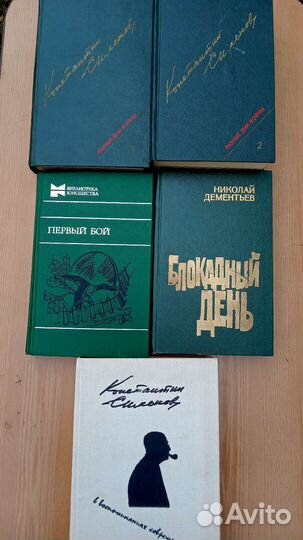 Константин
Симонов
РАЗНЫЕ ДНИ ВОЙНЫ
1
Константин
Симонов
РАЗНЫЕ ДНИ ВОЙНЫ
2
БИБЛИОТЕКА
ЮНОШЕСТВА
ПЕРВЫЙ БОЙ
НИКОЛАЙ
ДЕМЕНТЬЕВ
БЛОКАДНЫЙ
ДЕНЬ
Константин
Симонов
в воспоминаниях
Avito